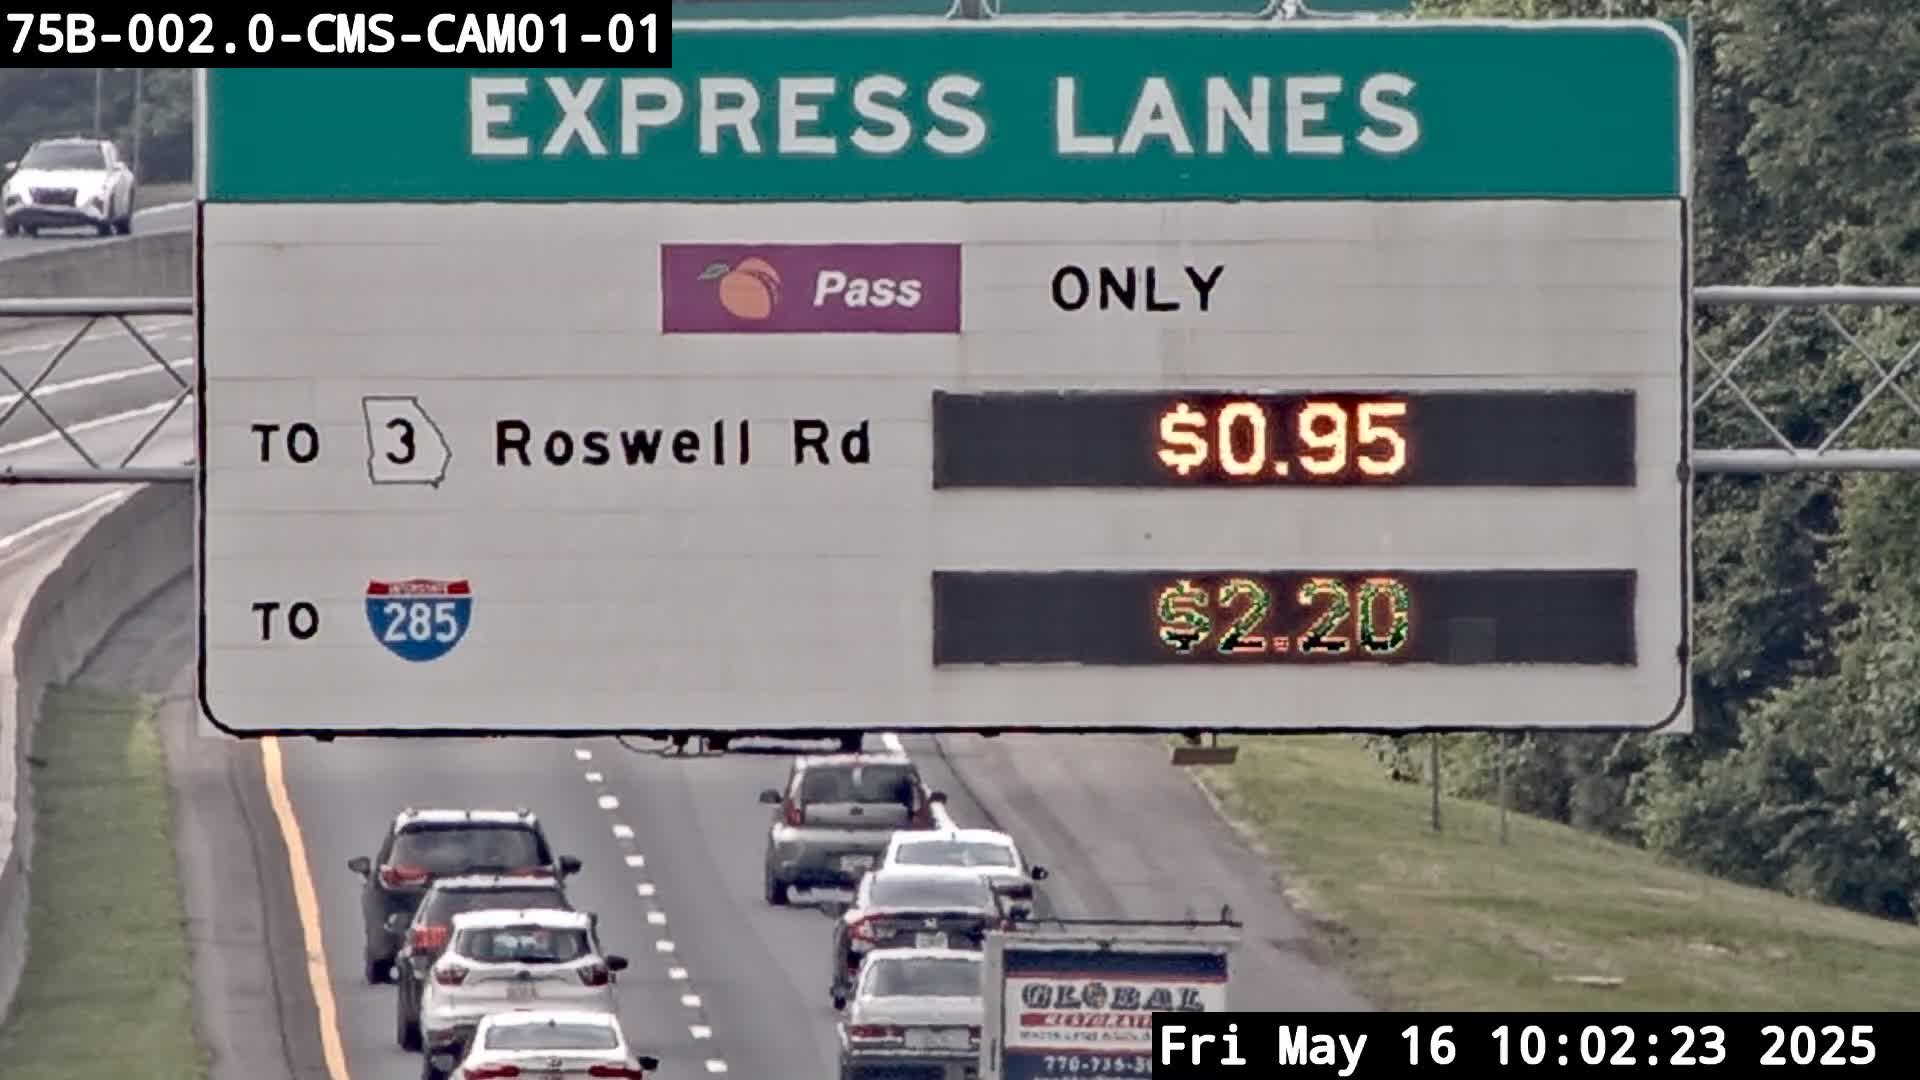 75B-002.0-CMS-CAM01-01
EXPRESS LANES
Pass ONLY
TO 3 Roswell Rd $0.95
INTERSTATE
TO 285 $2.20
GLOBAL
Fri May 16 10:02:23 2025